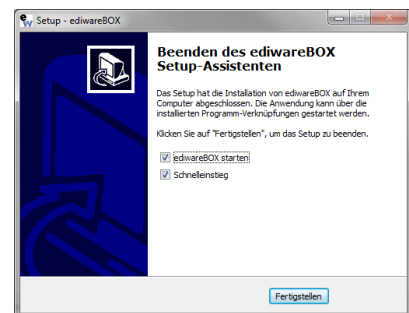 Setup - ediwareBOX
Beenden des ediwareBOX
Setup-Assistenten
Das Setup hat die Installation von ediwareBOX auf Ihrem
Computer abgeschlossen. Die Anwendung kann über die
installierten Programm-Verknüpfungen gestartet werden.
Klicken Sie auf "Fertigstellen", um das Setup zu beenden.
ediwareBOX starten
Schnelleinstieg
Fertigstellen